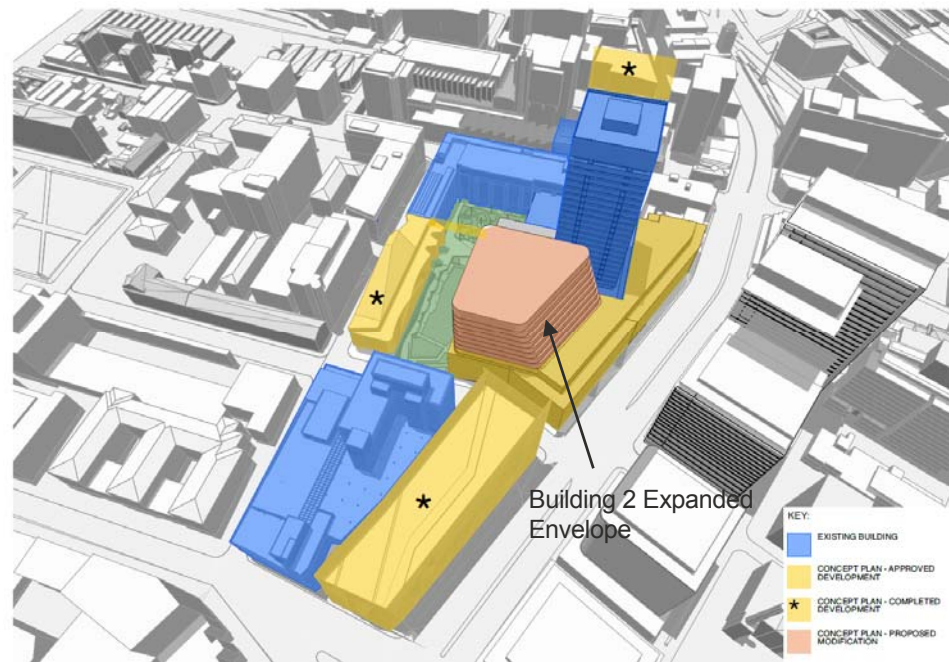 *
*
*
Building 2 Expanded
Envelope
KEY:
EXISTING BUILDING
CONCEPT PLAN - APPROVED
DEVELOPMENT
* CONCEPT PLAN - COMPLETED
DEVELOPMENT
CONCEPT PLAN - PROPOSED
MODIFICATION